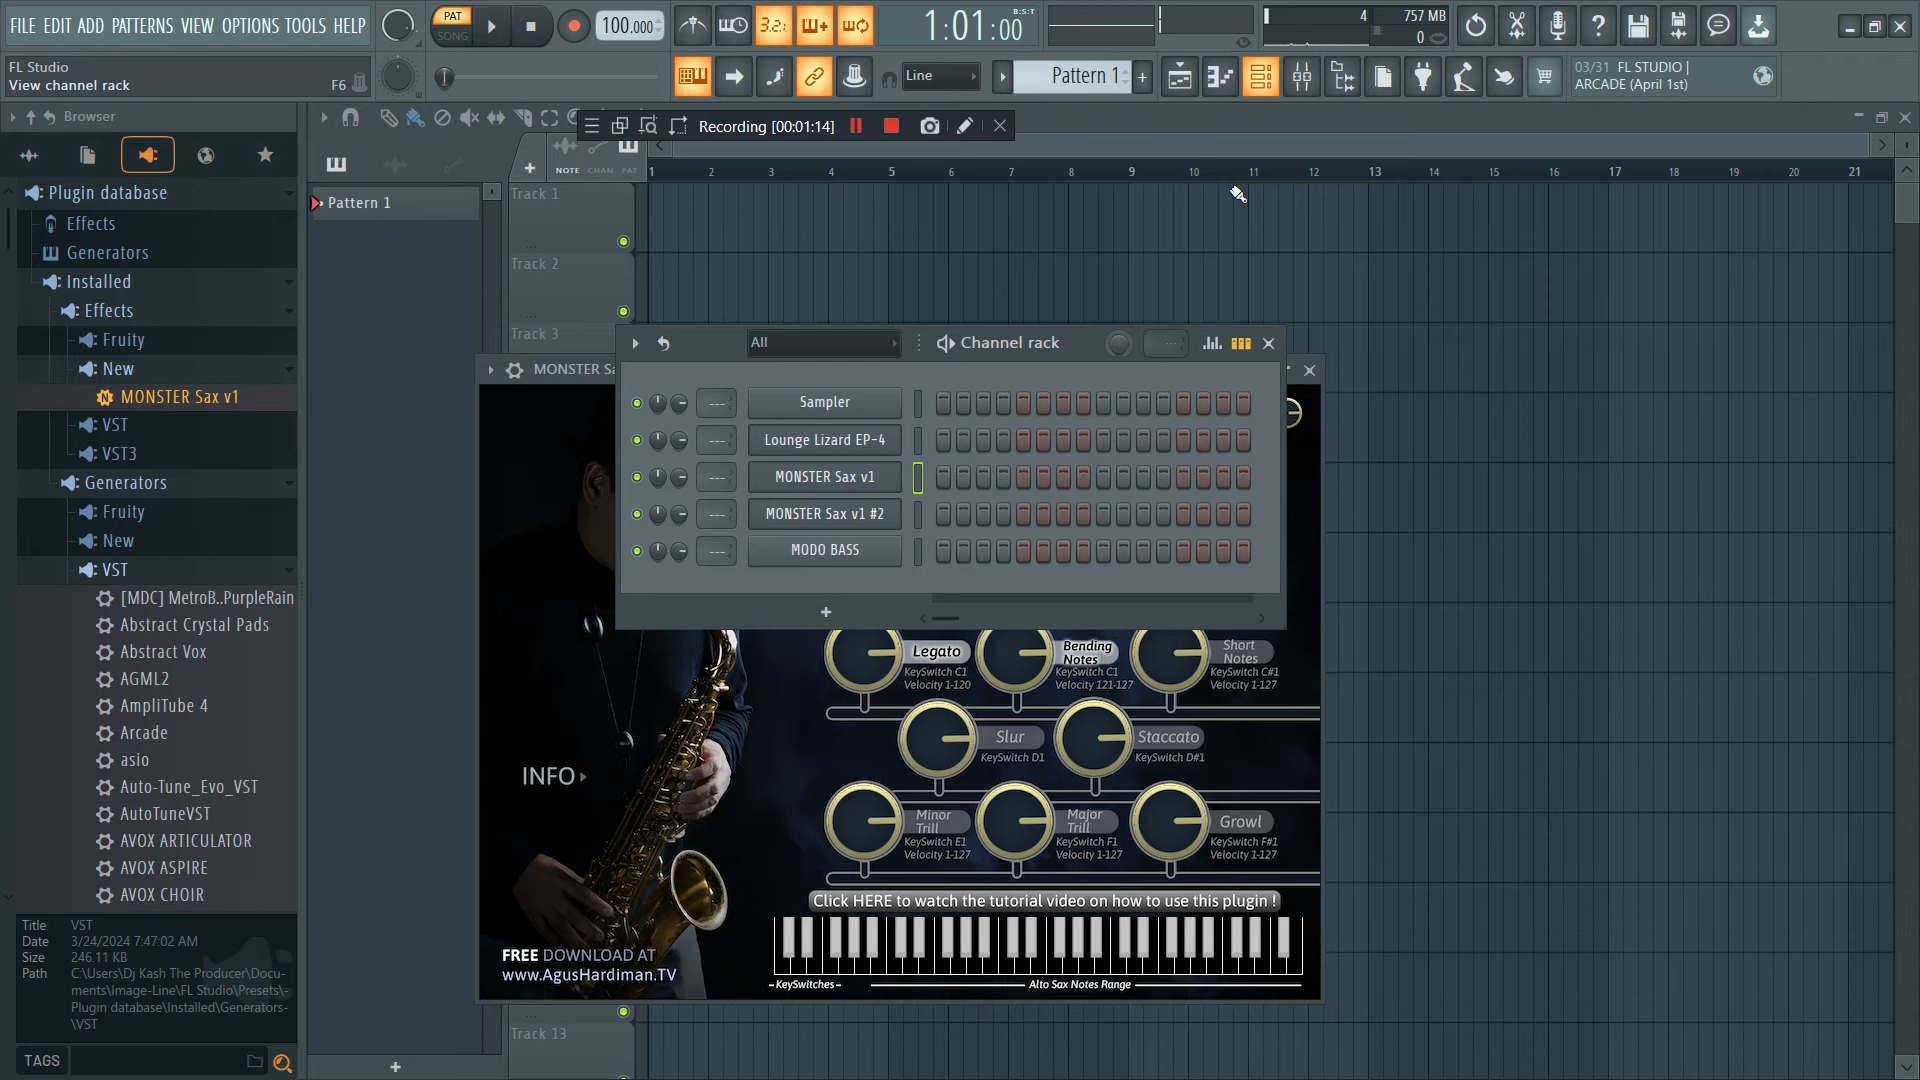 FILE EDIT ADD PATTERNS VIEW OPTIONS TOOLS HELP
FL Studio
View channel rack F6
PAT
SONG
100.000
3.2.
1:01:00
B:S:T
4
757 MB
0
Line
Pattern 1
03/31 FL STUDIO |
ARCADE (April 1st)
Browser
Recording [00:01:14]
NOTE CHAN PAT
1 2 3 4 5 6 7 8 9 10 11 12 13 14 15 16 17 18 19 20 21
Plugin database
Effects
Generators
Installed
Effects
Fruity
New
MONSTER Sax v1
VST
VST3
Generators
Fruity
New
VST
[MDC] MetroB..PurpleRain
Abstract Crystal Pads
Abstract Vox
AGML2
AmpliTube 4
Arcade
asio
Auto-Tune_Evo_VST
AutoTuneVST
AVOX ARTICULATOR
AVOX ASPIRE
AVOX CHOIR
Title VST
Date 3/24/2024 7:47:02 AM
Size 246.11 KB
Path C:\Users\Dj Kash The Producer\Docu-
ments\Image-Line\FL Studio\Presets\-
Plugin database\Installed\Generators-
\VST
TAGS
Pattern 1
Track 1
Track 2
Track 3
Track 13
All
Channel rack
Sampler
Lounge Lizard EP-4
MONSTER Sax v1
MONSTER Sax v1 #2
MODO BASS
MONSTER Sa
Legato
KeySwitch C1
Velocity 1-120
Bending
Notes
KeySwitch C1
Velocity 121-127
Short
Notes
KeySwitch C#1
Velocity 1-127
Slur
KeySwitch D1
Staccato
KeySwitch D#1
Minor
Trill
KeySwitch E1
Velocity 1-127
Major
Trill
KeySwitch F1
Velocity 1-127
Growl
KeySwitch F#1
Velocity 1-127
INFO
Click HERE to watch the tutorial video on how to use this plugin !
FREE DOWNLOAD AT
www.AgusHardiman.TV
KeySwitches
Alto Sax Notes Range